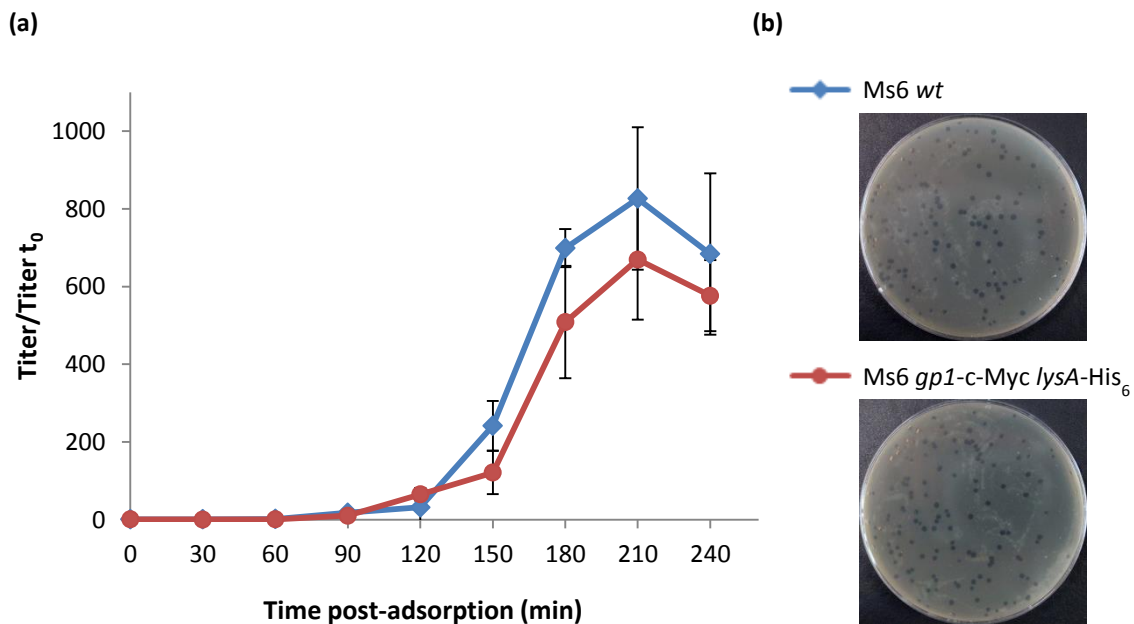 (a)
(b)
1000
800
600
400
200
0
Titer/Titer t₀
0 30 60 90 120 150 180 210 240
Time post-adsorption (min)
Ms6 wt
Ms6 gp1-c-Myc lysA-His₆